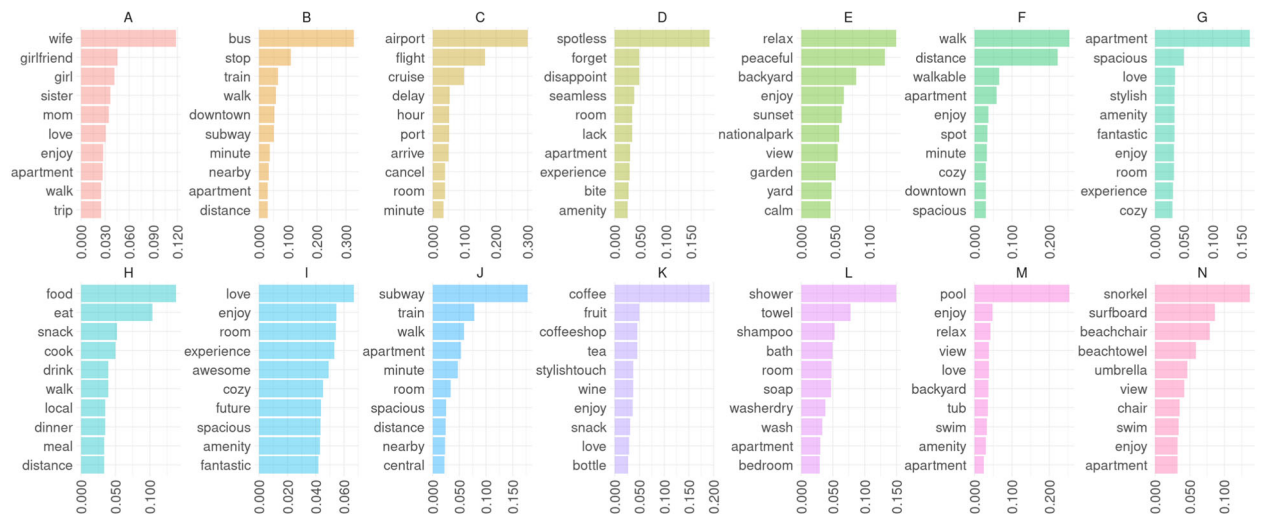 A B C D E F G
wife bus airport spotless relax walk apartment
girlfriend stop flight forget peaceful distance spacious
girl train cruise disappoint backyard walkable love
sister walk delay seamless enjoy apartment stylish
mom downtown hour room sunset enjoy amenity
love subway port lack nationalpark spot fantastic
enjoy minute arrive apartment view minute enjoy
apartment nearby cancel experience garden cozy room
walk apartment room bite yard downtown experience
trip distance minute amenity calm spacious cozy
0.000 0.030 0.060 0.090 0.120 0.000 0.100 0.200 0.300 0.000 0.100 0.200 0.300 0.000 0.050 0.100 0.150 0.000 0.050 0.100 0.000 0.100 0.200 0.000 0.050 0.100 0.150
H I J K L M N
food love subway coffee shower pool snorkel
eat enjoy train fruit towel enjoy surfboard
snack room walk coffeeshop shampoo relax beachchair
cook experience apartment tea bath view beachtowel
drink awesome minute stylishtouch room love umbrella
walk cozy room wine soap backyard view
local future spacious enjoy washerdry tub chair
dinner spacious distance snack wash swim swim
meal amenity nearby love apartment amenity enjoy
distance fantastic central bottle bedroom apartment apartment
0.000 0.050 0.100 0.000 0.020 0.040 0.060 0.000 0.050 0.100 0.150 0.000 0.050 0.100 0.150 0.200 0.000 0.050 0.100 0.150 0.000 0.100 0.200 0.000 0.050 0.100